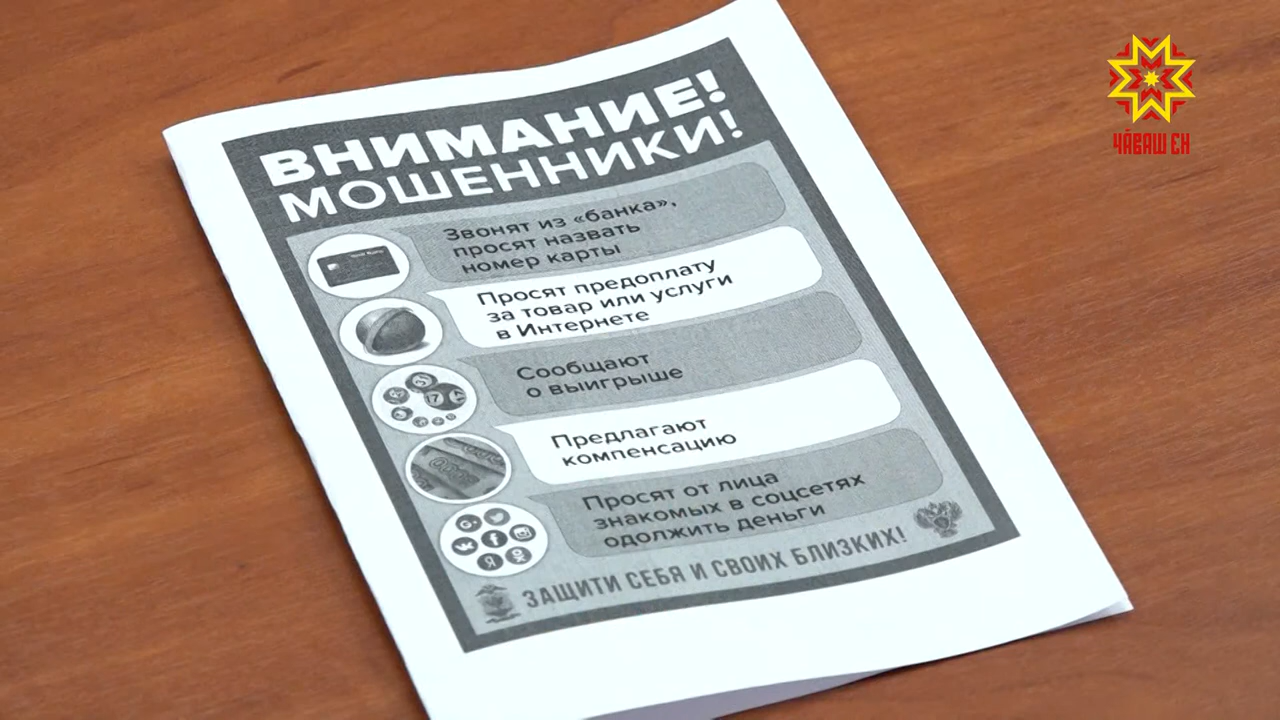 ВНИМАНИЕ!
МОШЕННИКИ!
Звонят из «банка»,
просят назвать
номер карты
Просят предоплату
за товар или услуги
в Интернете
Сообщают
о выигрыше
Предлагают
компенсацию
Просят от лица
знакомых в соцсетях
одолжить деньги
ЗАЩИТИ СЕБЯ И СВОИХ БЛИЗКИХ!
ЧӐВАШ ЕН